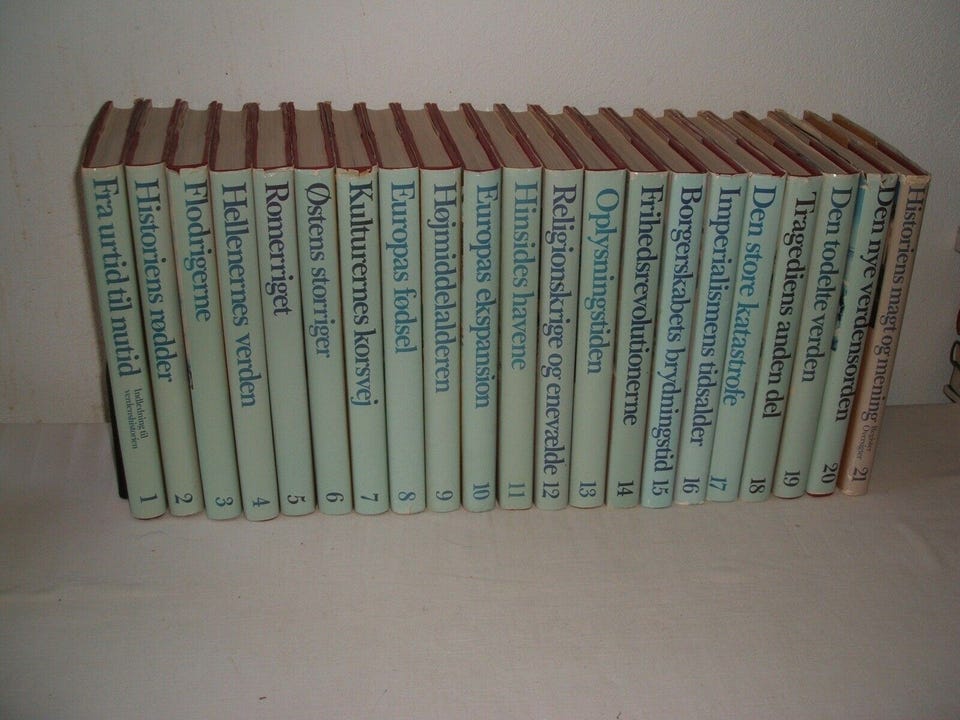 Fra urtid til nutid
Indledning til
verdenshistorien
1
Historiens rødder
2
Flodrigerne
3
Hellenernes verden
4
Romerriget
5
Østens storriger
6
Kulturernes korsvej
7
Europas fødsel
8
Højmiddelalderen
9
Europas ekspansion
10
Hinsides havene
11
Religionskrige og enevælde
12
Oplysningstiden
13
Frihedsrevolutionerne
14
Borgerskabets brydningstid
15
Imperialismens tidsalder
16
Den store katastrofe
17
Tragediens anden del
18
Den todelte verden
19
Den nye verdensorden
20
Historiens magt og mening
Register
Oversigter
21